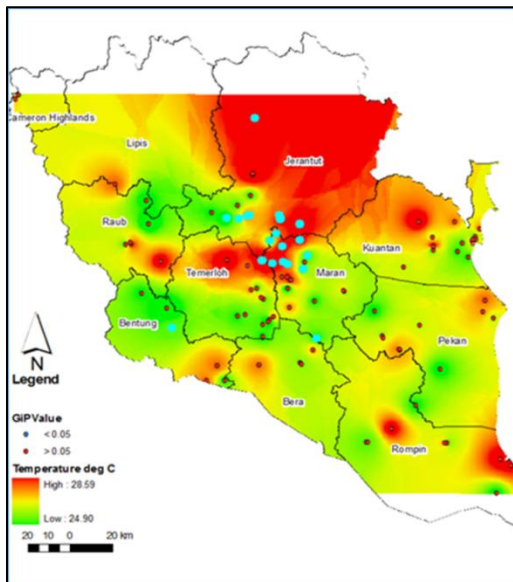 Cameron Highlands
Lipis
Jerantut
Raub
Kuantan
Temerloh
Maran
Bentung
Pekan
N
Bera
Rompin
Legend
GiPValue
< 0.05
> 0.05
Temperature deg C
High : 28.59
Low : 24.90
20 10 0 20 km